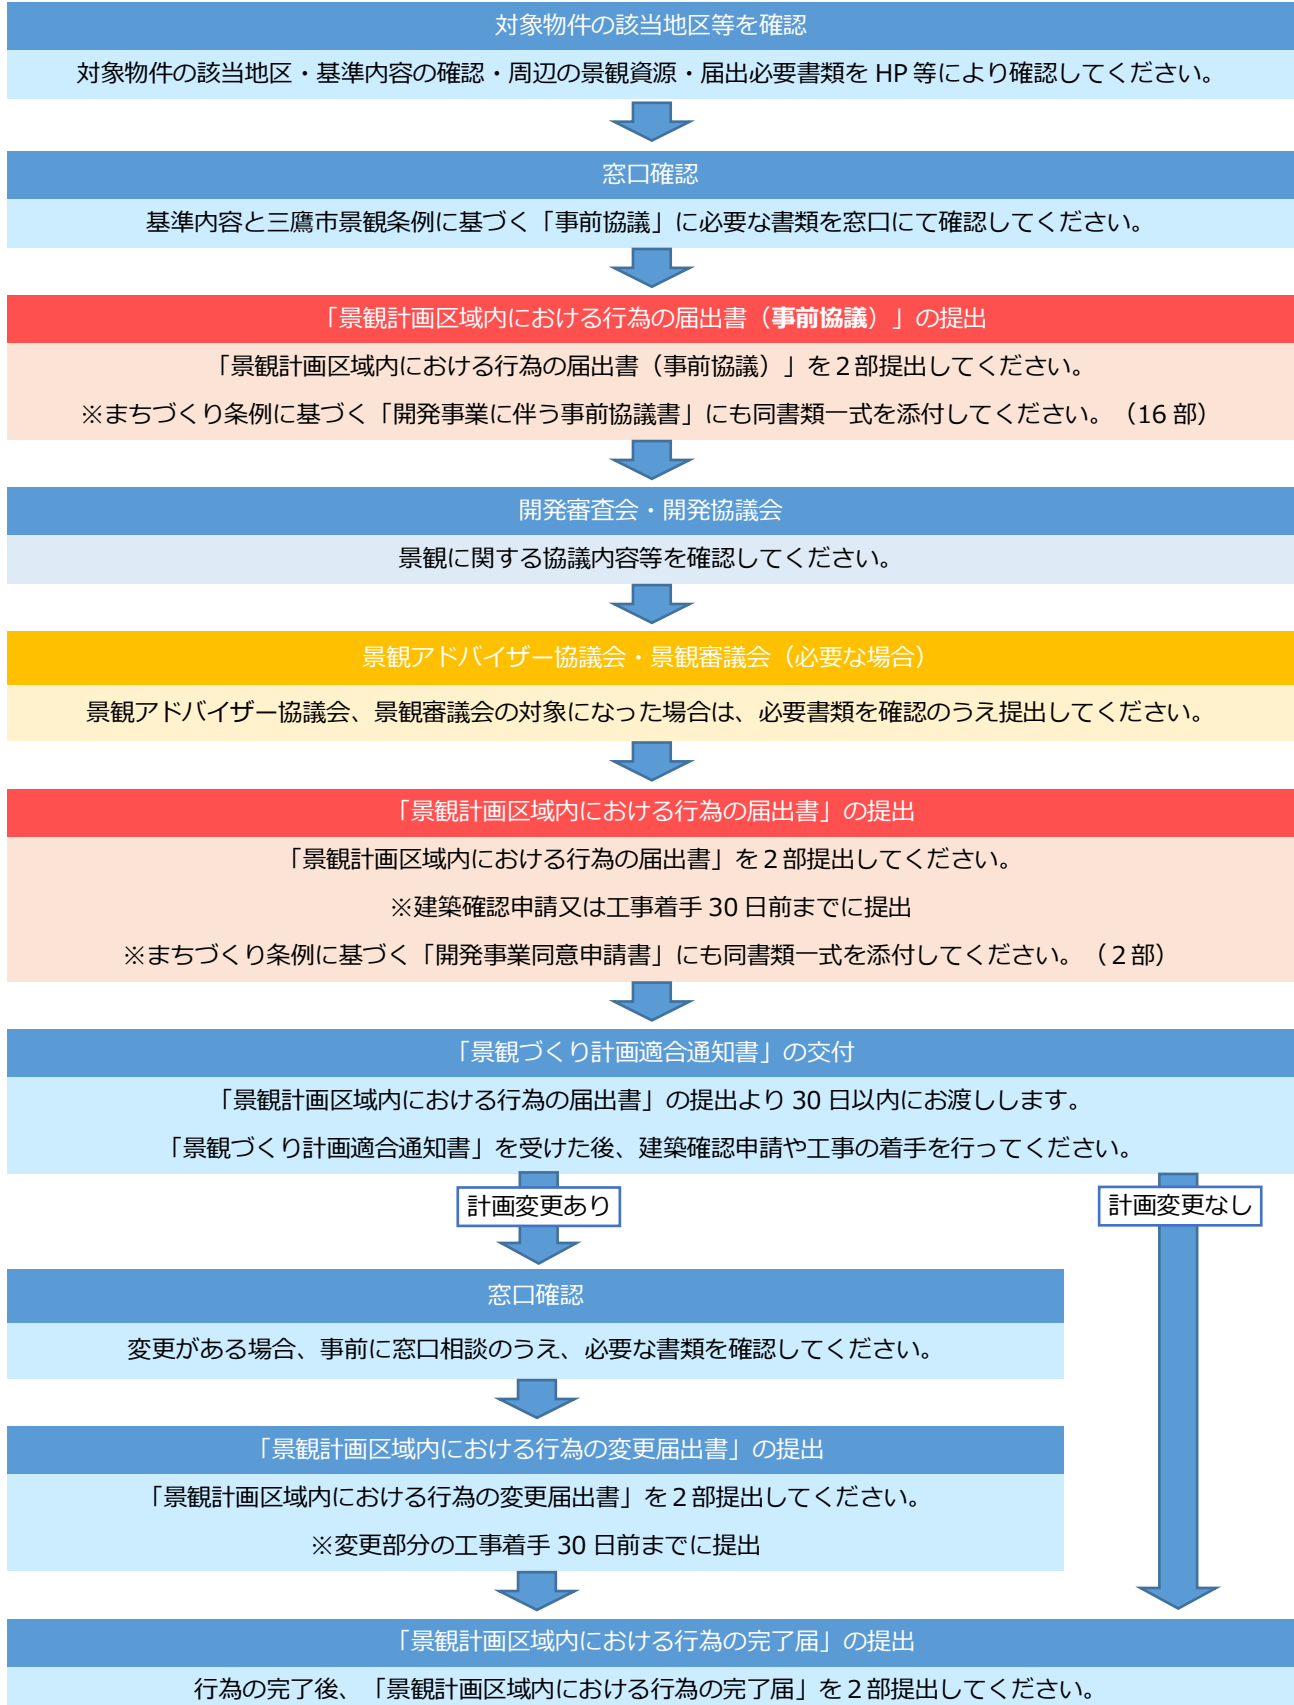 対象物件の該当地区等を確認
対象物件の該当地区・基準内容の確認・周辺の景観資源・届出必要書類を HP 等により確認してください。
窓口確認
基準内容と三鷹市景観条例に基づく「事前協議」に必要な書類を窓口にて確認してください。
「景観計画区域内における行為の届出書（事前協議）」の提出
「景観計画区域内における行為の届出書（事前協議）」を２部提出してください。
※まちづくり条例に基づく「開発事業に伴う事前協議書」にも同書類一式を添付してください。（16 部）
開発審査会・開発協議会
景観に関する協議内容等を確認してください。
景観アドバイザー協議会・景観審議会（必要な場合）
景観アドバイザー協議会、景観審議会の対象になった場合は、必要書類を確認のうえ提出してください。
「景観計画区域内における行為の届出書」の提出
「景観計画区域内における行為の届出書」を２部提出してください。
※建築確認申請又は工事着手 30 日前までに提出
※まちづくり条例に基づく「開発事業同意申請書」にも同書類一式を添付してください。（２部）
「景観づくり計画適合通知書」の交付
「景観計画区域内における行為の届出書」の提出より 30 日以内にお渡しします。
「景観づくり計画適合通知書」を受けた後、建築確認申請や工事の着手を行ってください。
計画変更あり
計画変更なし
窓口確認
変更がある場合、事前に窓口相談のうえ、必要な書類を確認してください。
「景観計画区域内における行為の変更届出書」の提出
「景観計画区域内における行為の変更届出書」を２部提出してください。
※変更部分の工事着手 30 日前までに提出
「景観計画区域内における行為の完了届」の提出
行為の完了後、「景観計画区域内における行為の完了届」を２部提出してください。